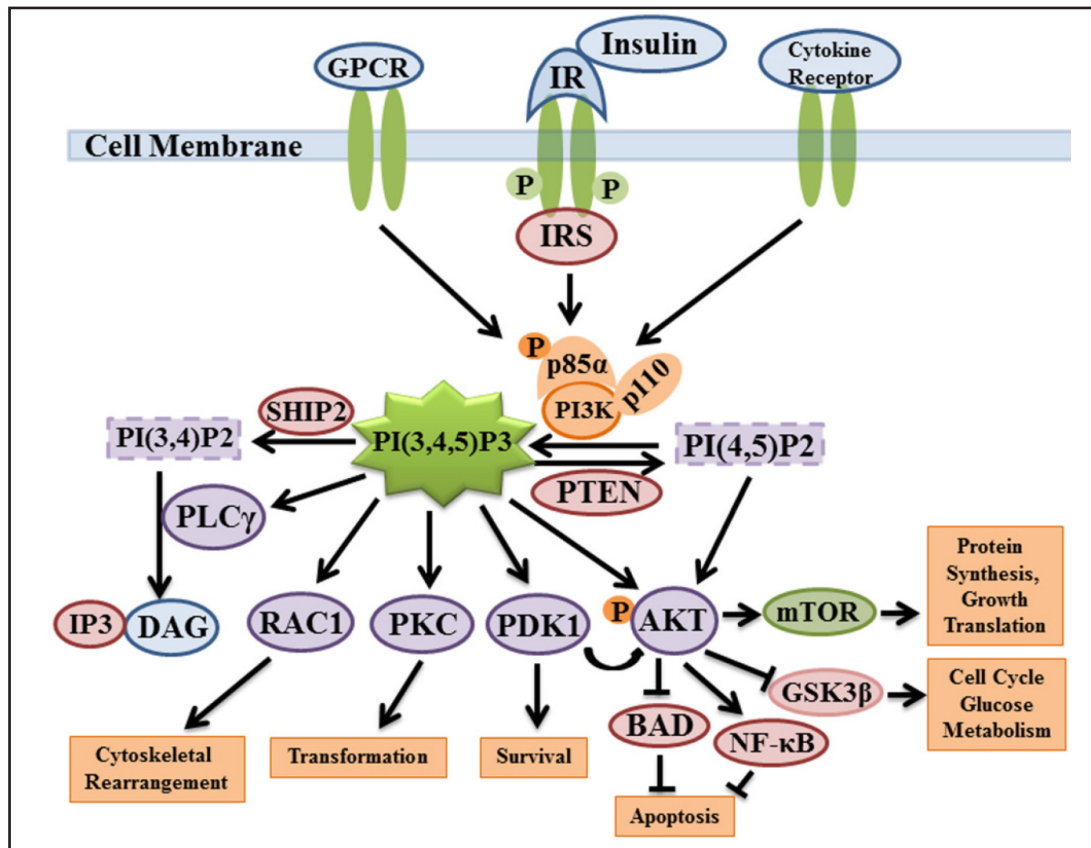 Insulin
GPCR
IR
Cytokine
Receptor
Cell Membrane
P
P
IRS
P
p85α
p110
PI3K
SHIP2
PI(3,4)P2
PI(3,4,5)P3
PI(4,5)P2
PTEN
PLCγ
Protein
Synthesis,
Growth
Translation
IP3
DAG
RAC1
PKC
PDK1
P
AKT
mTOR
GSK3β
Cell Cycle
Glucose
Metabolism
BAD
NF-κB
Cytoskeletal
Rearrangement
Transformation
Survival
Apoptosis